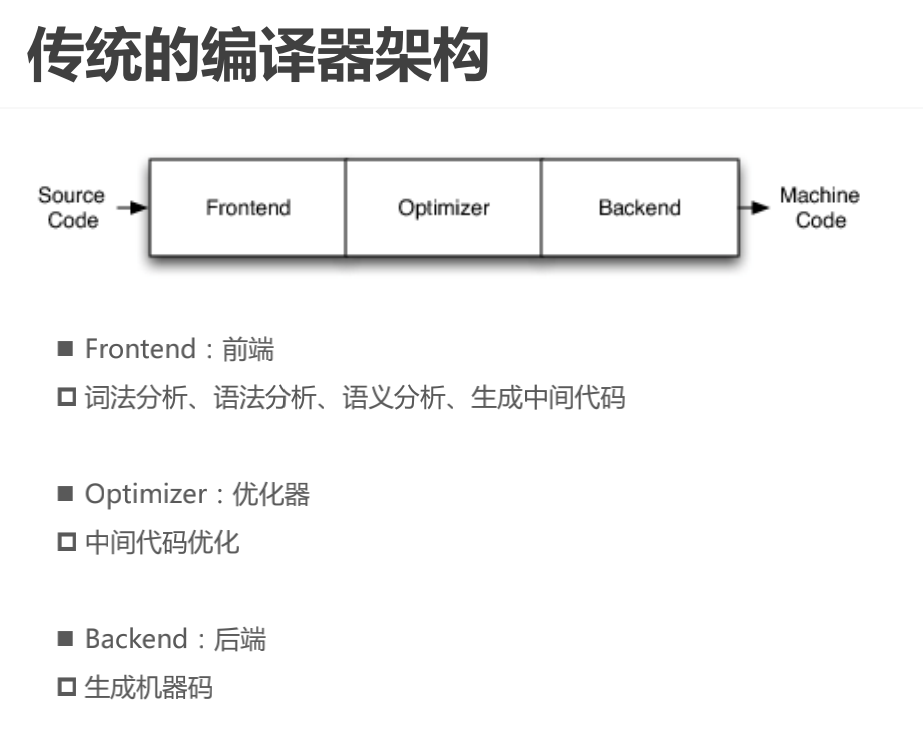 传统的编译器架构
Source
Code
Frontend
Optimizer
Backend
Machine
Code
Frontend：前端
词法分析、语法分析、语义分析、生成中间代码
Optimizer：优化器
中间代码优化
Backend：后端
生成机器码